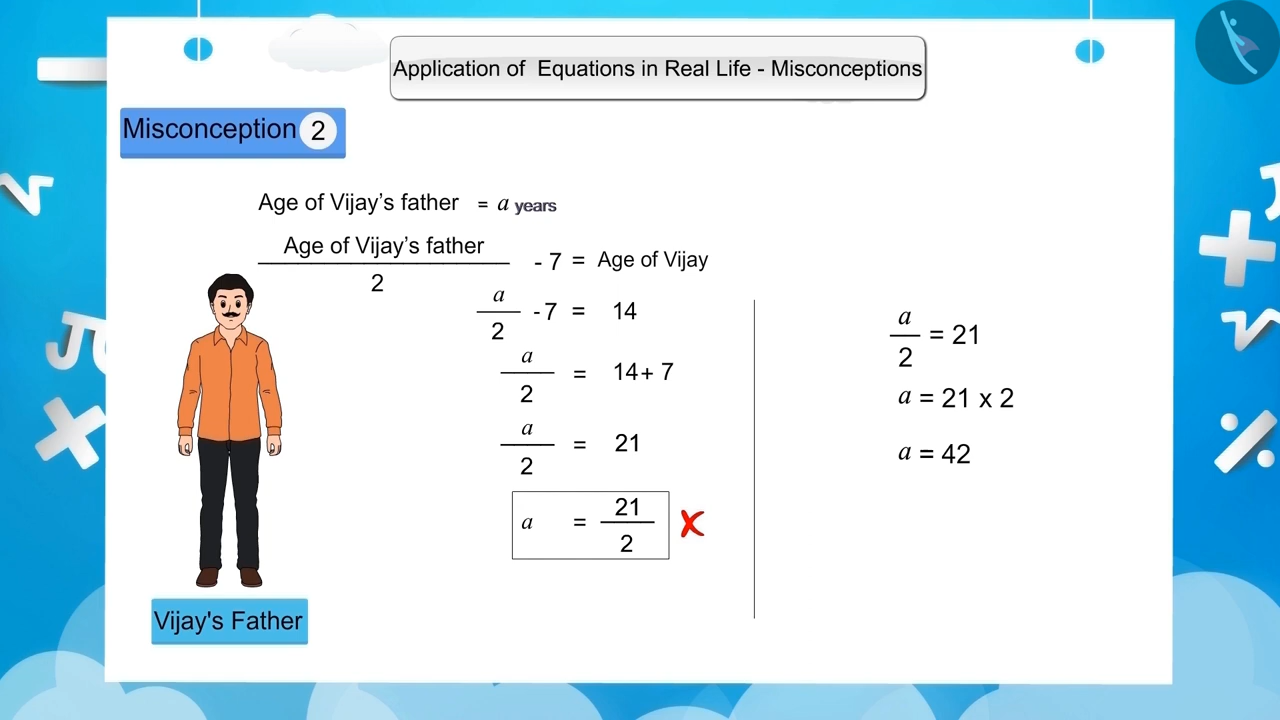 Application of Equations in Real Life - Misconceptions
Misconception 2
Age of Vijay’s father = a years
Age of Vijay’s father / 2 - 7 = Age of Vijay
a / 2 - 7 = 14
a / 2 = 14 + 7
a / 2 = 21
a = 21 / 2 ✗
a / 2 = 21
a = 21 x 2
a = 42
Vijay's Father